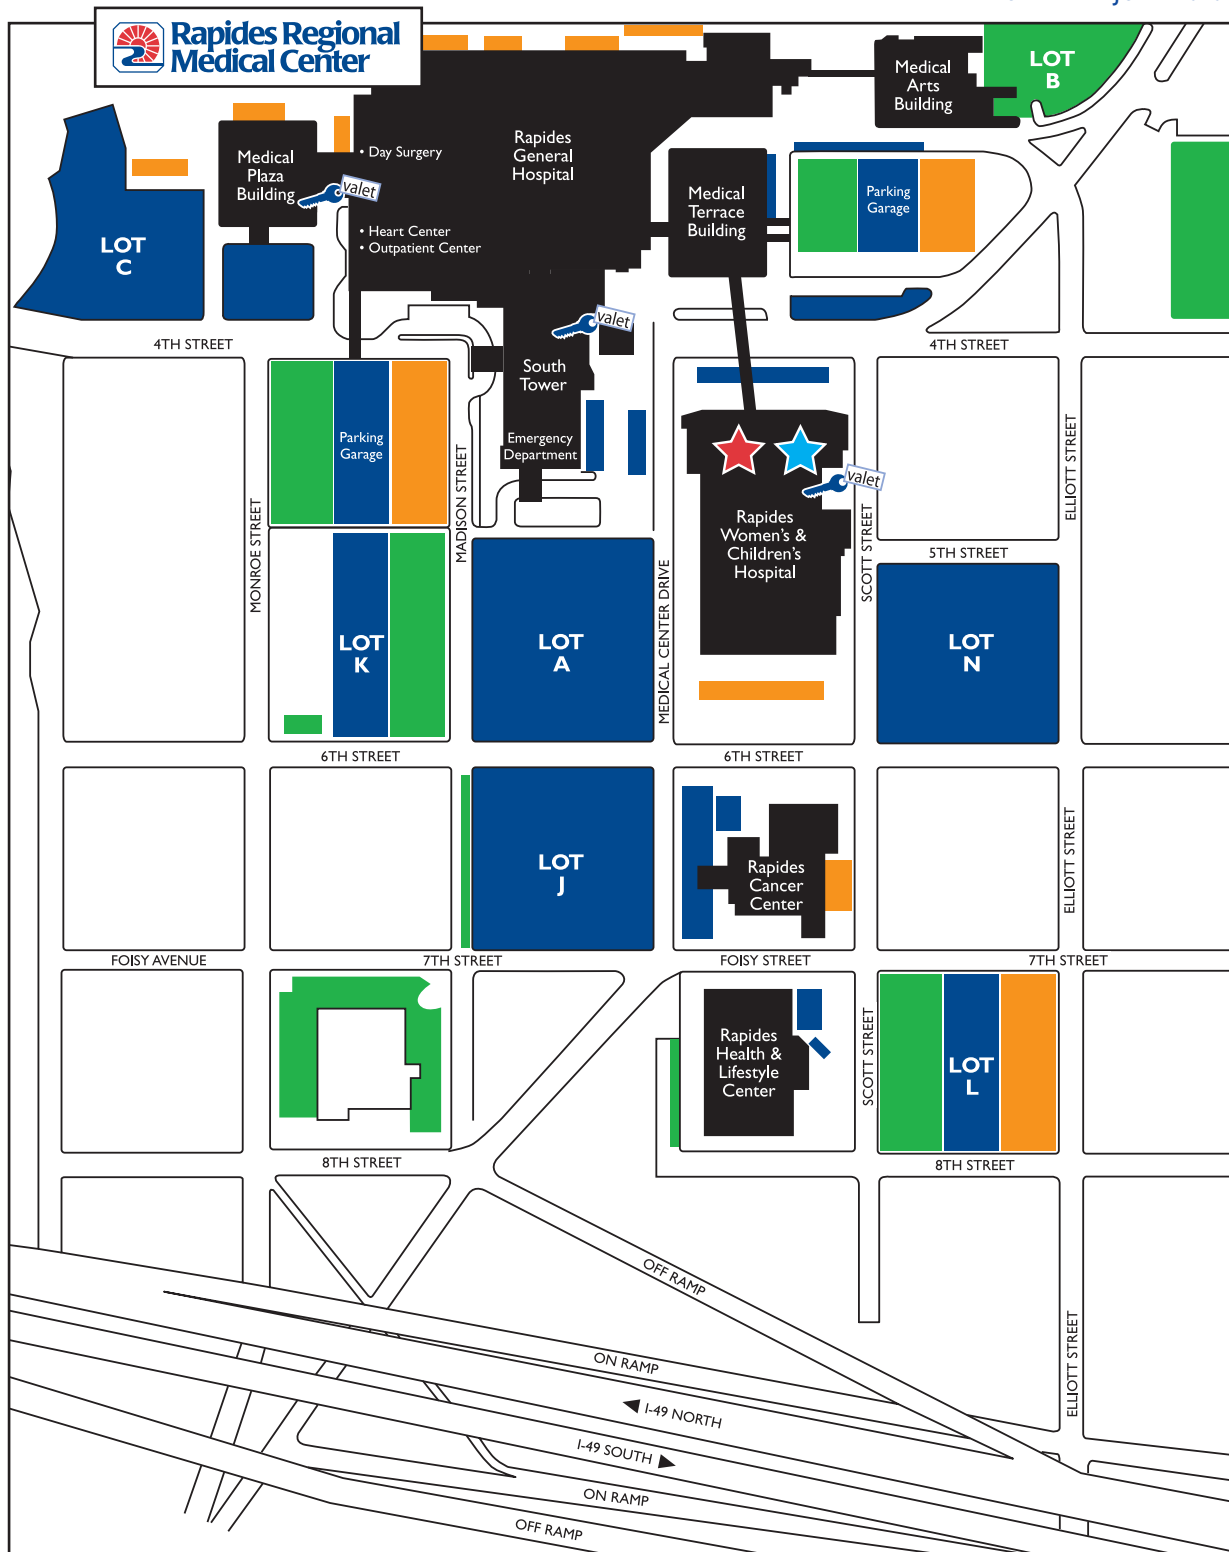 Rapides Regional
Medical Center
LOT
B
Medical
Arts
Building
Rapides
General
Hospital
• Day Surgery
Medical
Plaza
Building
valet
Medical
Terrace
Building
Parking
Garage
• Heart Center
• Outpatient Center
LOT
C
valet
4TH STREET
4TH STREET
South
Tower
Parking
Garage
Emergency
Department
MADISON STREET
MONROE STREET
ELLIOTT STREET
valet
SCOTT STREET
Rapides
Women's &
Children's
Hospital
5TH STREET
MEDICAL CENTER DRIVE
LOT
K
LOT
A
LOT
N
6TH STREET
6TH STREET
LOT
J
Rapides
Cancer
Center
ELLIOTT STREET
FOISY AVENUE
7TH STREET
FOISY STREET
7TH STREET
Rapides
Health &
Lifestyle
Center
SCOTT STREET
LOT
L
8TH STREET
8TH STREET
OFF RAMP
ON RAMP
ELLIOTT STREET
I-49 NORTH
I-49 SOUTH
ON RAMP
OFF RAMP